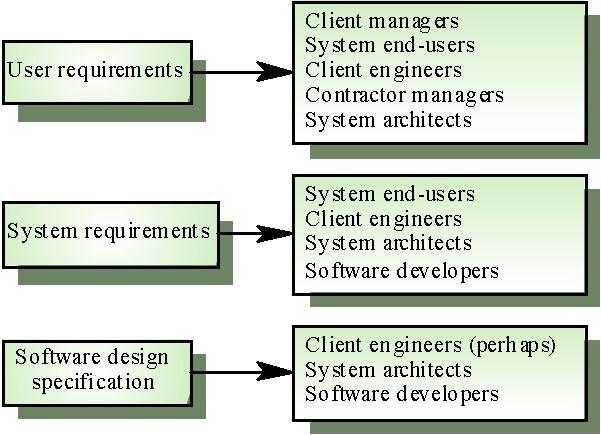 User requirements
Client managers
System end-users
Client engineers
Contractor managers
System architects
System requirements
System end-users
Client engineers
System architects
Software developers
Software design
specification
Client engineers (perhaps)
System architects
Software developers